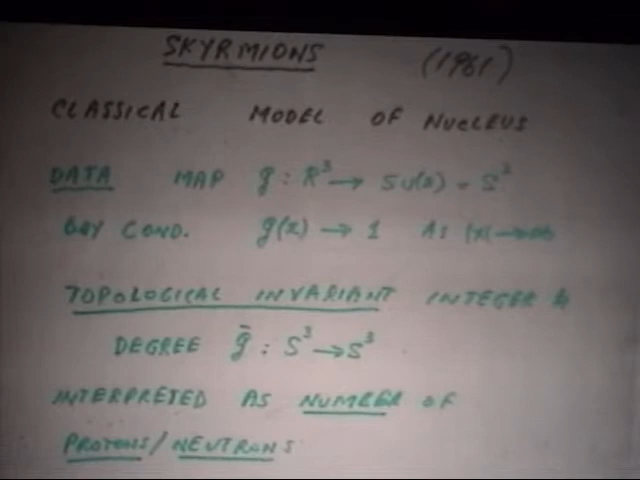 SKYRMIONS (1961)
CLASSICAL MODEL OF NUCLEUS
DATA MAP g : R³ → SU(2) = S³
BDY COND. g(x) → 1 AS |x| → ∞
TOPOLOGICAL INVARIANT INTEGER k
DEGREE ḡ : S³ → S³
INTERPRETED AS NUMBER OF
PROTONS/NEUTRONS